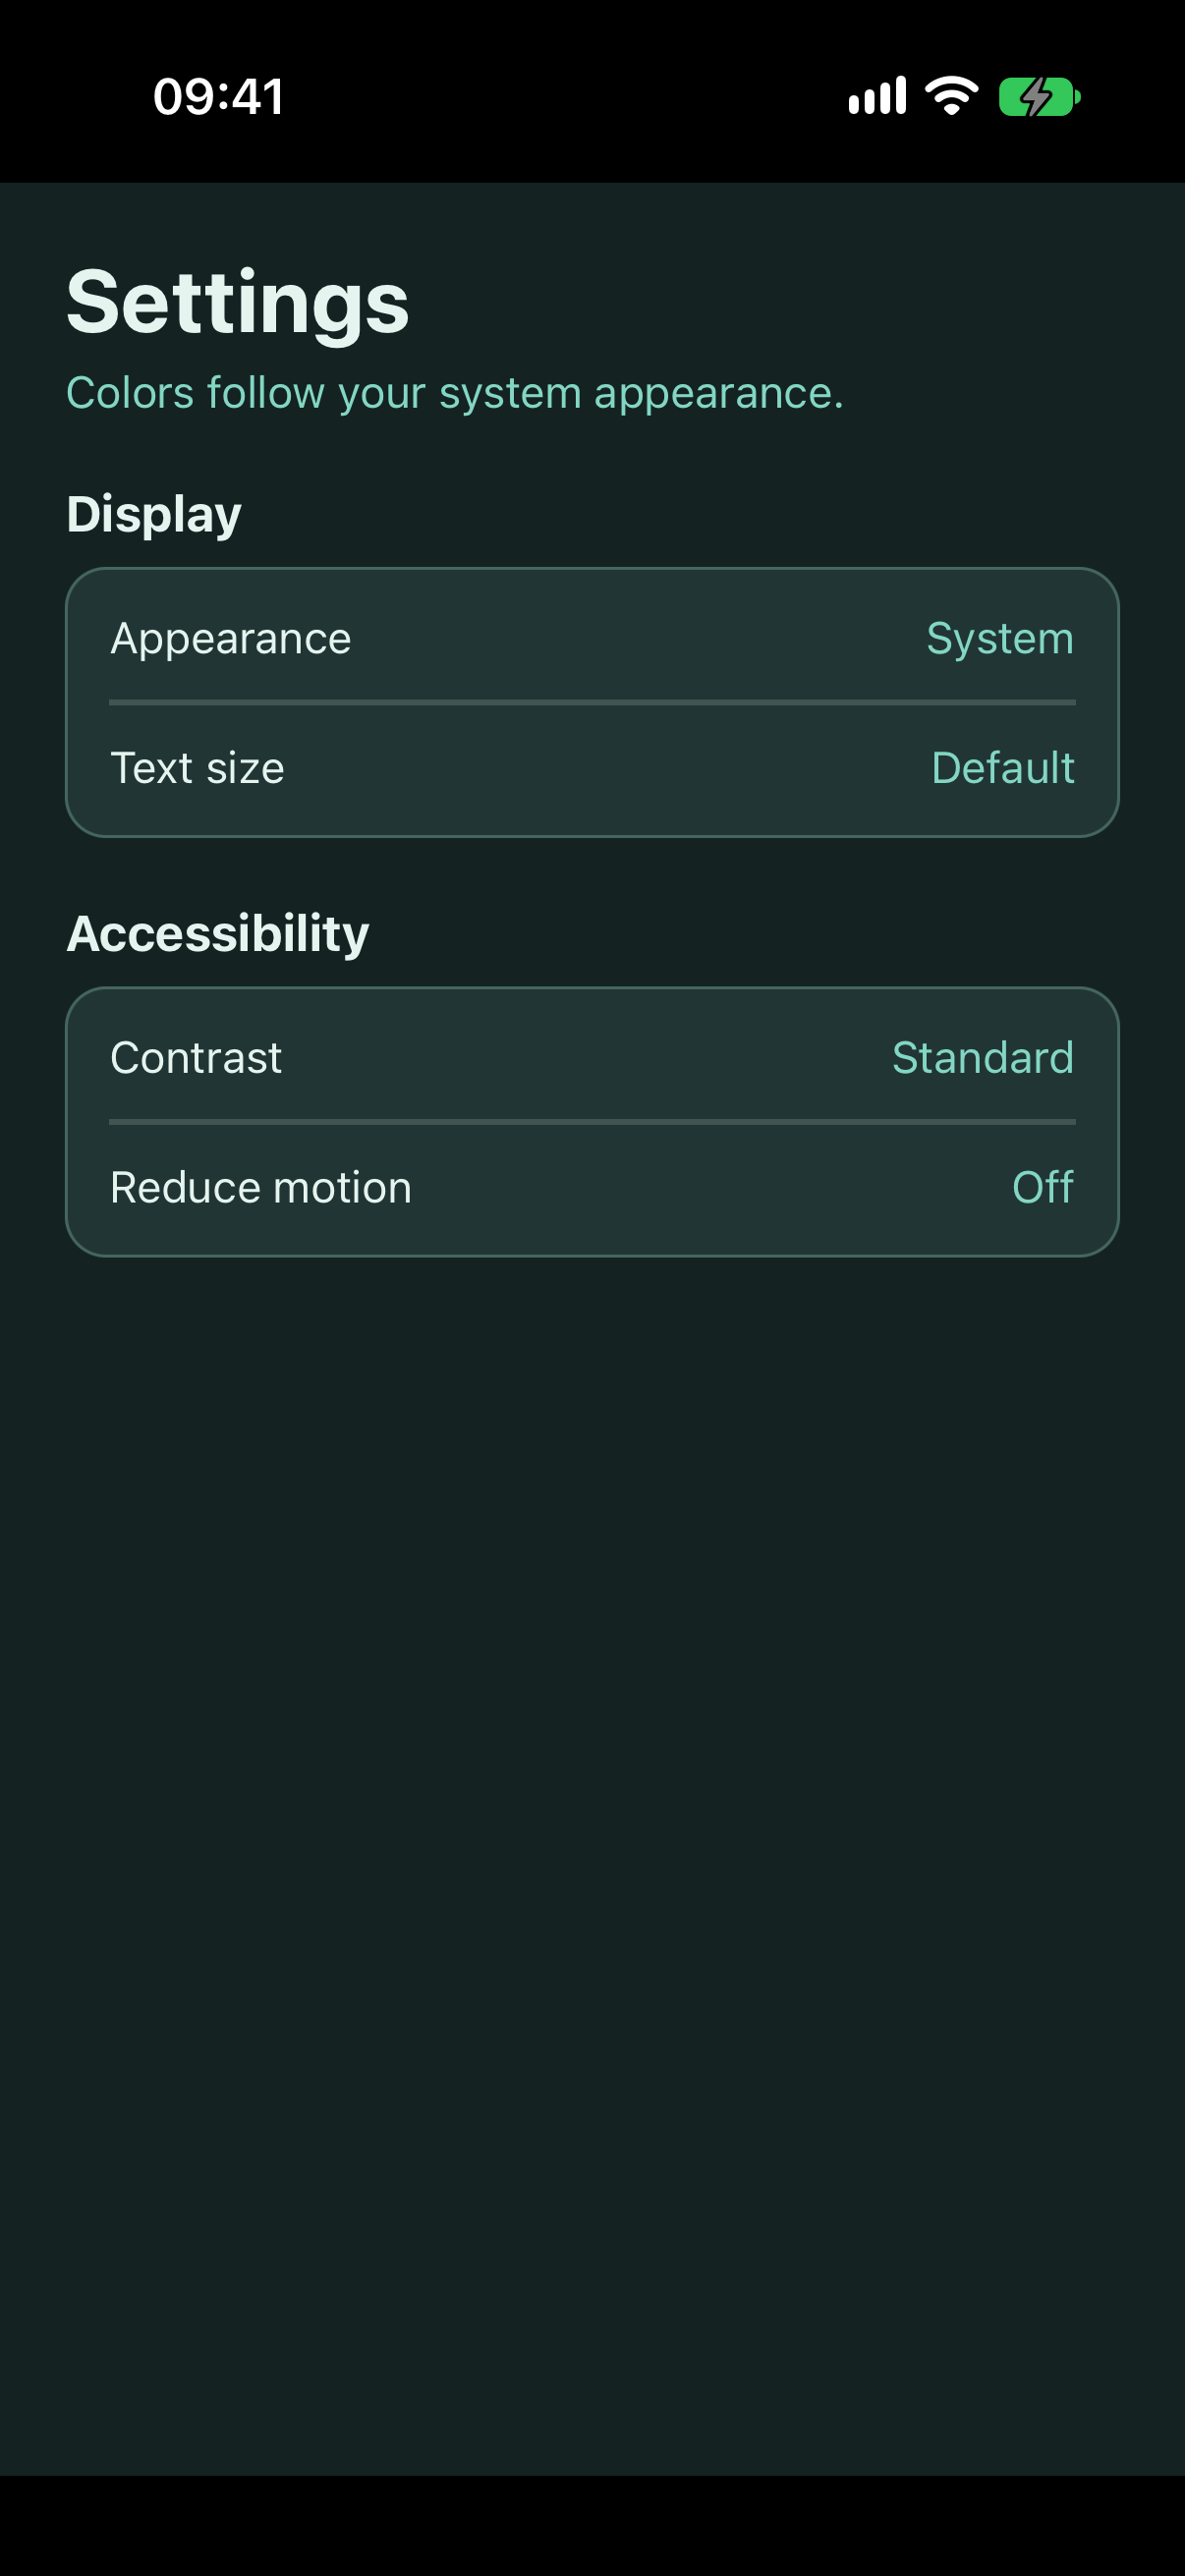 09:41
Settings
Colors follow your system appearance.
Display
Appearance System
Text size Default
Accessibility
Contrast Standard
Reduce motion Off